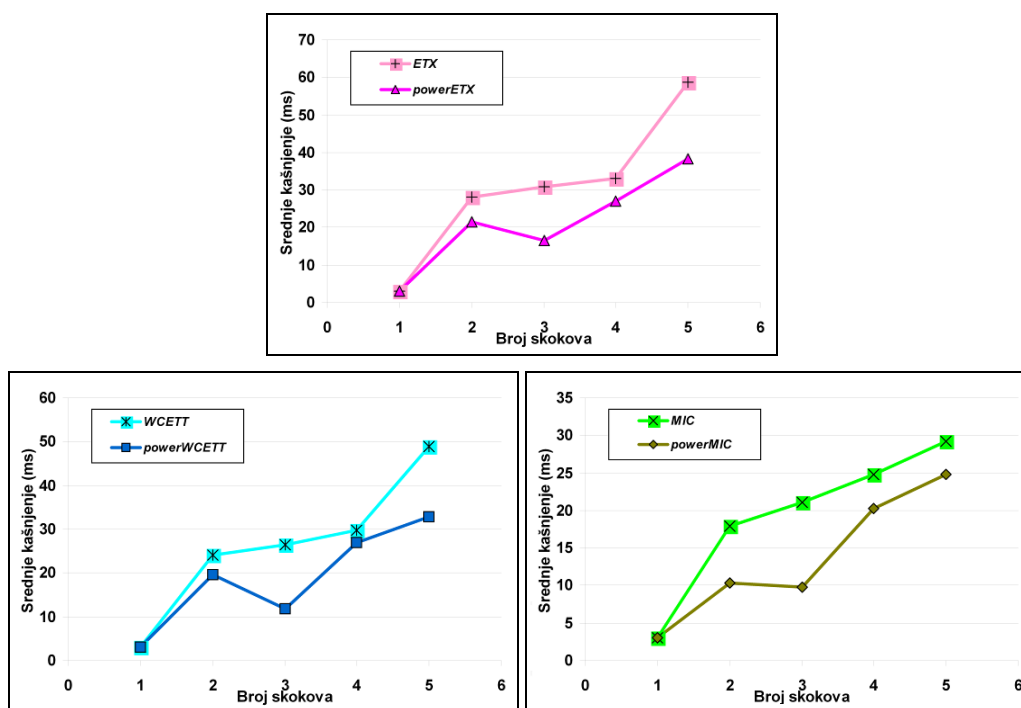 70
60
50
40
30
20
10
0
Srednje kašnjenje (ms)
ETX
powerETX
0 1 2 3 4 5 6
Broj skokova
60
50
40
30
20
10
0
Srednje kašnjenje (ms)
WCETT
powerWCETT
0 1 2 3 4 5 6
Broj skokova
35
30
25
20
15
10
5
0
Srednje kašnjenje (ms)
MIC
powerMIC
0 1 2 3 4 5 6
Broj skokova